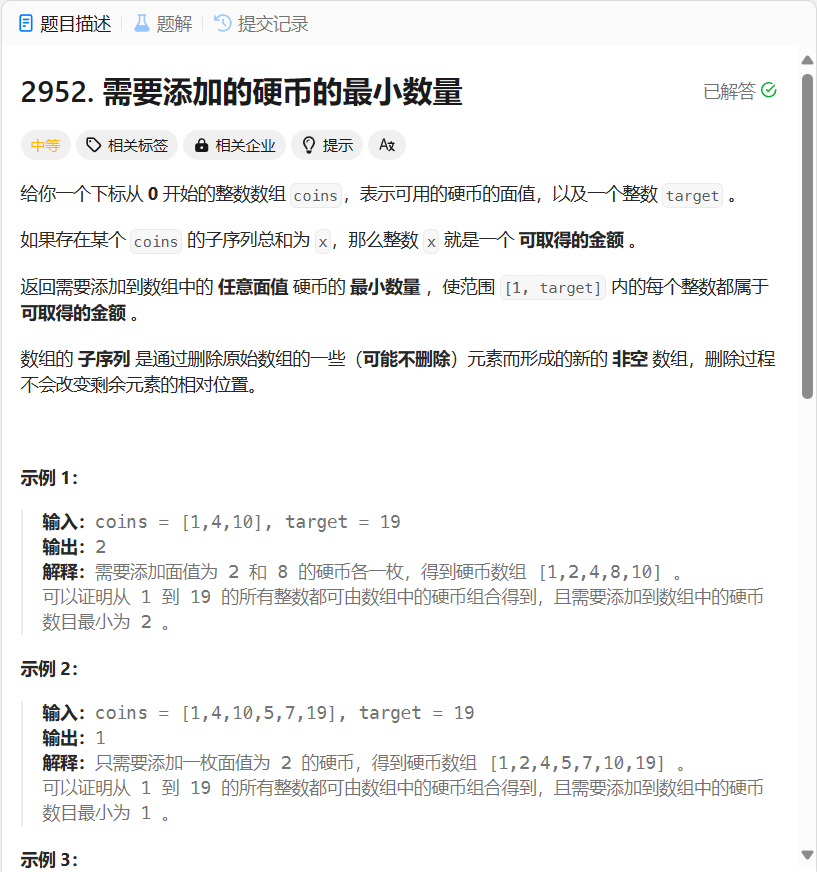 题目描述 题解 提交记录
2952. 需要添加的硬币的最小数量
已解答
中等 相关标签 相关企业 提示 Aあ
给你一个下标从 0 开始的整数数组 coins，表示可用的硬币的面值，以及一个整数 target 。
如果存在某个 coins 的子序列总和为 x，那么整数 x 就是一个 可取得的金额 。
返回需要添加到数组中的 任意面值 硬币的 最小数量 ，使范围 [1, target] 内的每个整数都属于
可取得的金额 。
数组的 子序列 是通过删除原始数组的一些（可能不删除）元素而形成的新的 非空 数组，删除过程
不会改变剩余元素的相对位置。
示例 1：
输入：coins = [1,4,10], target = 19
输出：2
解释：需要添加面值为 2 和 8 的硬币各一枚，得到硬币数组 [1,2,4,8,10] 。
可以证明从 1 到 19 的所有整数都可由数组中的硬币组合得到，且需要添加到数组中的硬币
数目最小为 2 。
示例 2：
输入：coins = [1,4,10,5,7,19], target = 19
输出：1
解释：只需要添加一枚面值为 2 的硬币，得到硬币数组 [1,2,4,5,7,10,19] 。
可以证明从 1 到 19 的所有整数都可由数组中的硬币组合得到，且需要添加到数组中的硬币
数目最小为 1 。
示例 3：